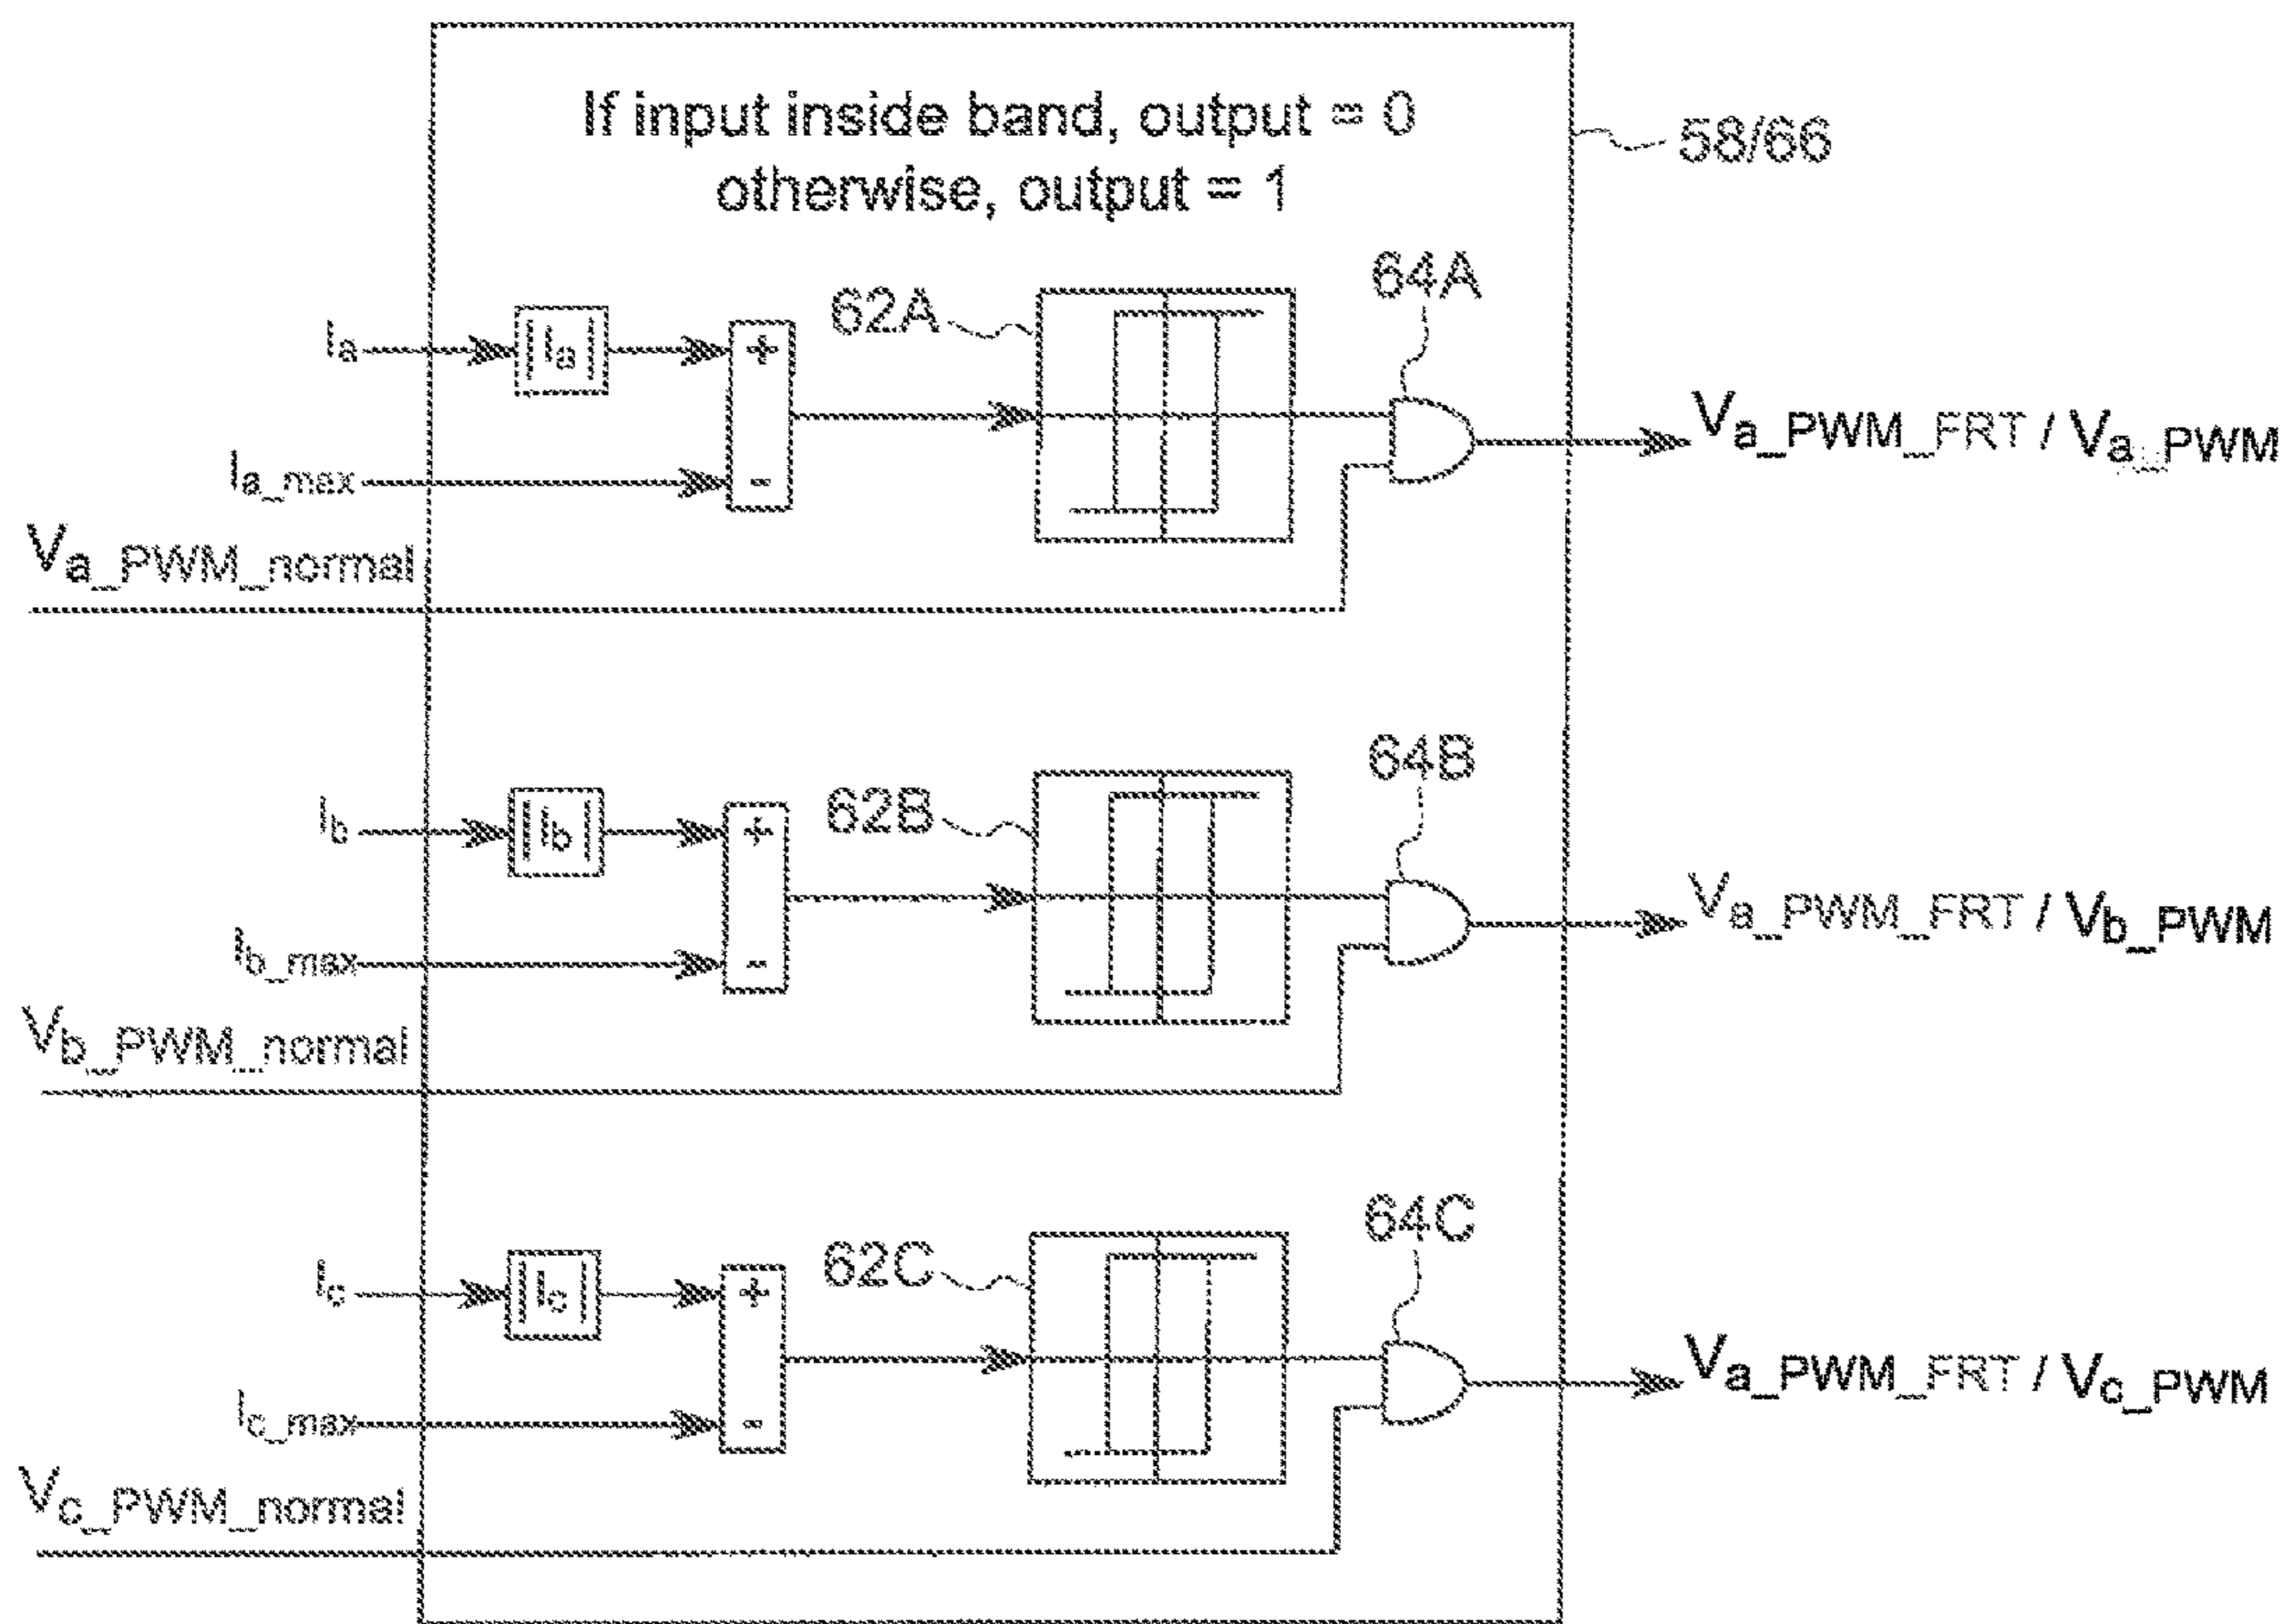 If input inside band, output = 0
otherwise, output = 1
58/66
62A
64A
Ia
|Ia|
+
Ia_max
-
Va_PWM_FRT / Va_PWM
Va_PWM_normal
62B
64B
Ib
|Ib|
+
Ib_max
-
Va_PWM_FRT / Vb_PWM
Vb_PWM_normal
62C
64C
Ic
|Ic|
+
Ic_max
-
Va_PWM_FRT / Vc_PWM
Vc_PWM_normal